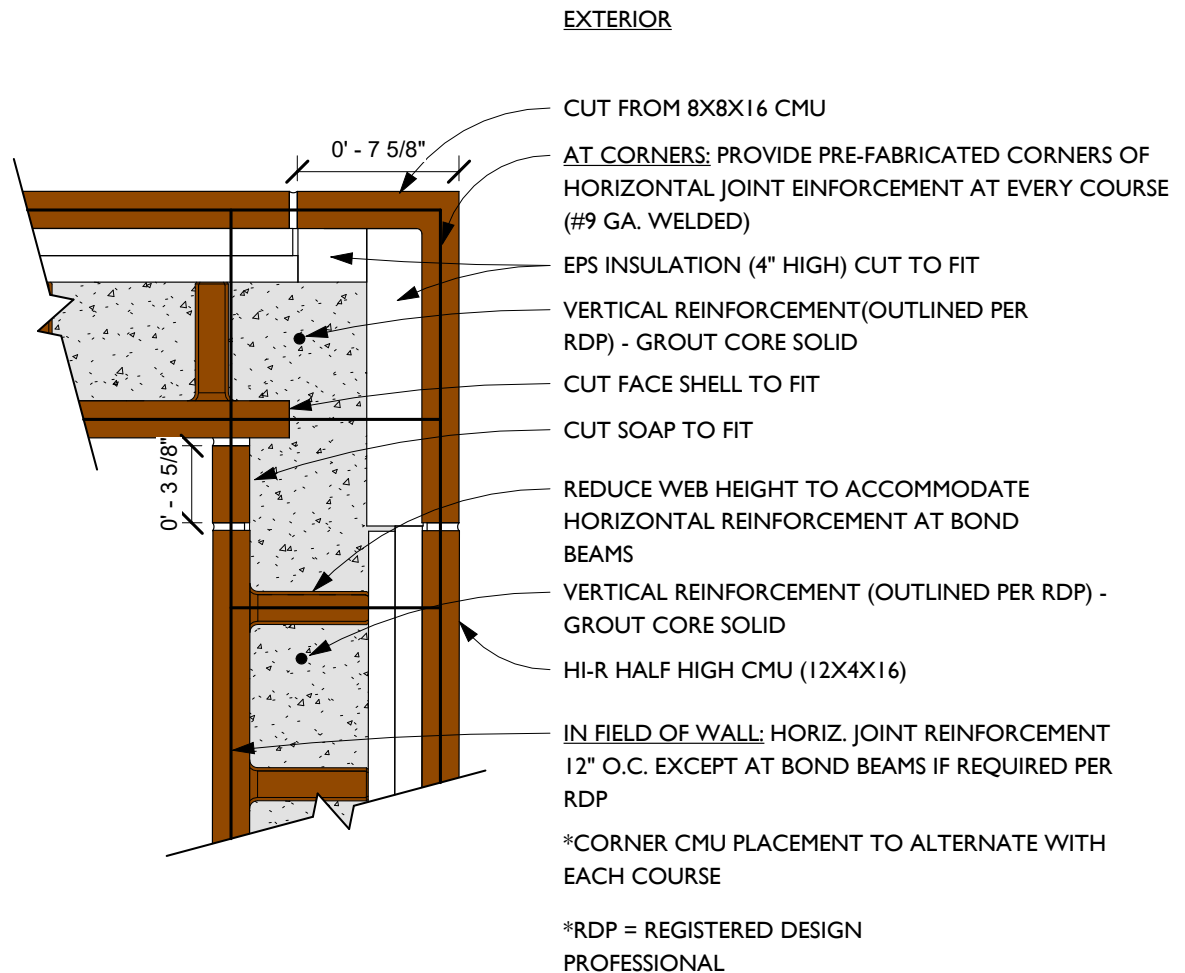 EXTERIOR
CUT FROM 8X8X16 CMU
0' - 7 5/8"
AT CORNERS: PROVIDE PRE-FABRICATED CORNERS OF
HORIZONTAL JOINT EINFORCEMENT AT EVERY COURSE
(#9 GA. WELDED)
EPS INSULATION (4" HIGH) CUT TO FIT
VERTICAL REINFORCEMENT(OUTLINED PER
RDP) - GROUT CORE SOLID
CUT FACE SHELL TO FIT
CUT SOAP TO FIT
0' - 3 5/8"
REDUCE WEB HEIGHT TO ACCOMMODATE
HORIZONTAL REINFORCEMENT AT BOND
BEAMS
VERTICAL REINFORCEMENT (OUTLINED PER RDP) -
GROUT CORE SOLID
HI-R HALF HIGH CMU (12X4X16)
IN FIELD OF WALL: HORIZ. JOINT REINFORCEMENT
12" O.C. EXCEPT AT BOND BEAMS IF REQUIRED PER
RDP
*CORNER CMU PLACEMENT TO ALTERNATE WITH
EACH COURSE
*RDP = REGISTERED DESIGN
PROFESSIONAL